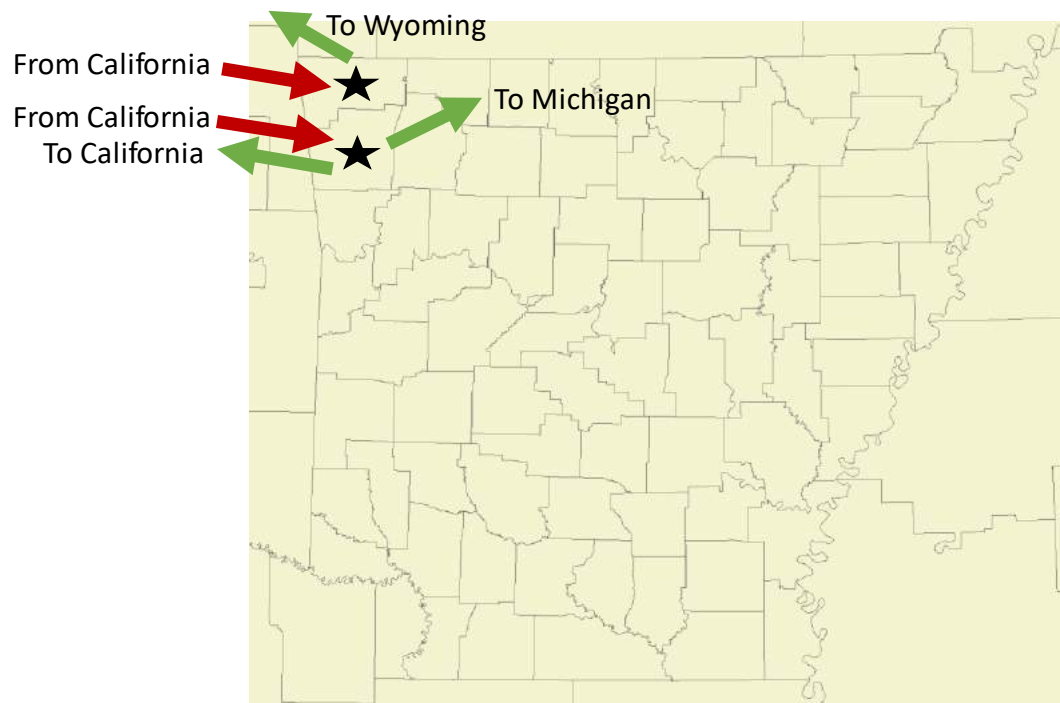 To Wyoming
From California
From California
To California
To Michigan